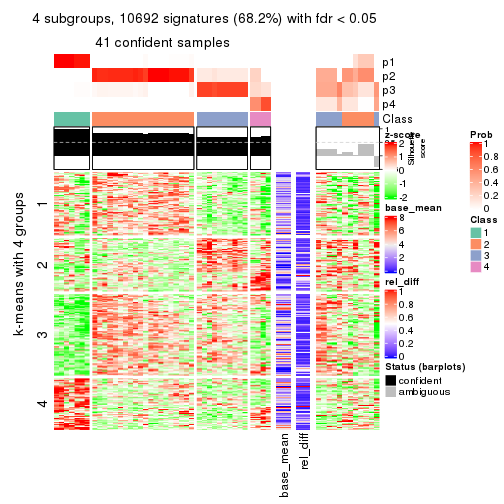 4 subgroups, 10692 signatures (68.2%) with fdr < 0.05
41 confident samples
p1
p2
p3
p4
Class
Silhouette
score
k-means with 4 groups
1
2
3
4
base_mean
rel_diff
z-score
2
1
0
-1
-2
base_mean
8
6
4
2
0
rel_diff
1
0.8
0.6
0.4
0.2
0
Status (barplots)
confident
ambiguous
Prob
1
0.8
0.6
0.4
0.2
0
Class
1
2
3
4